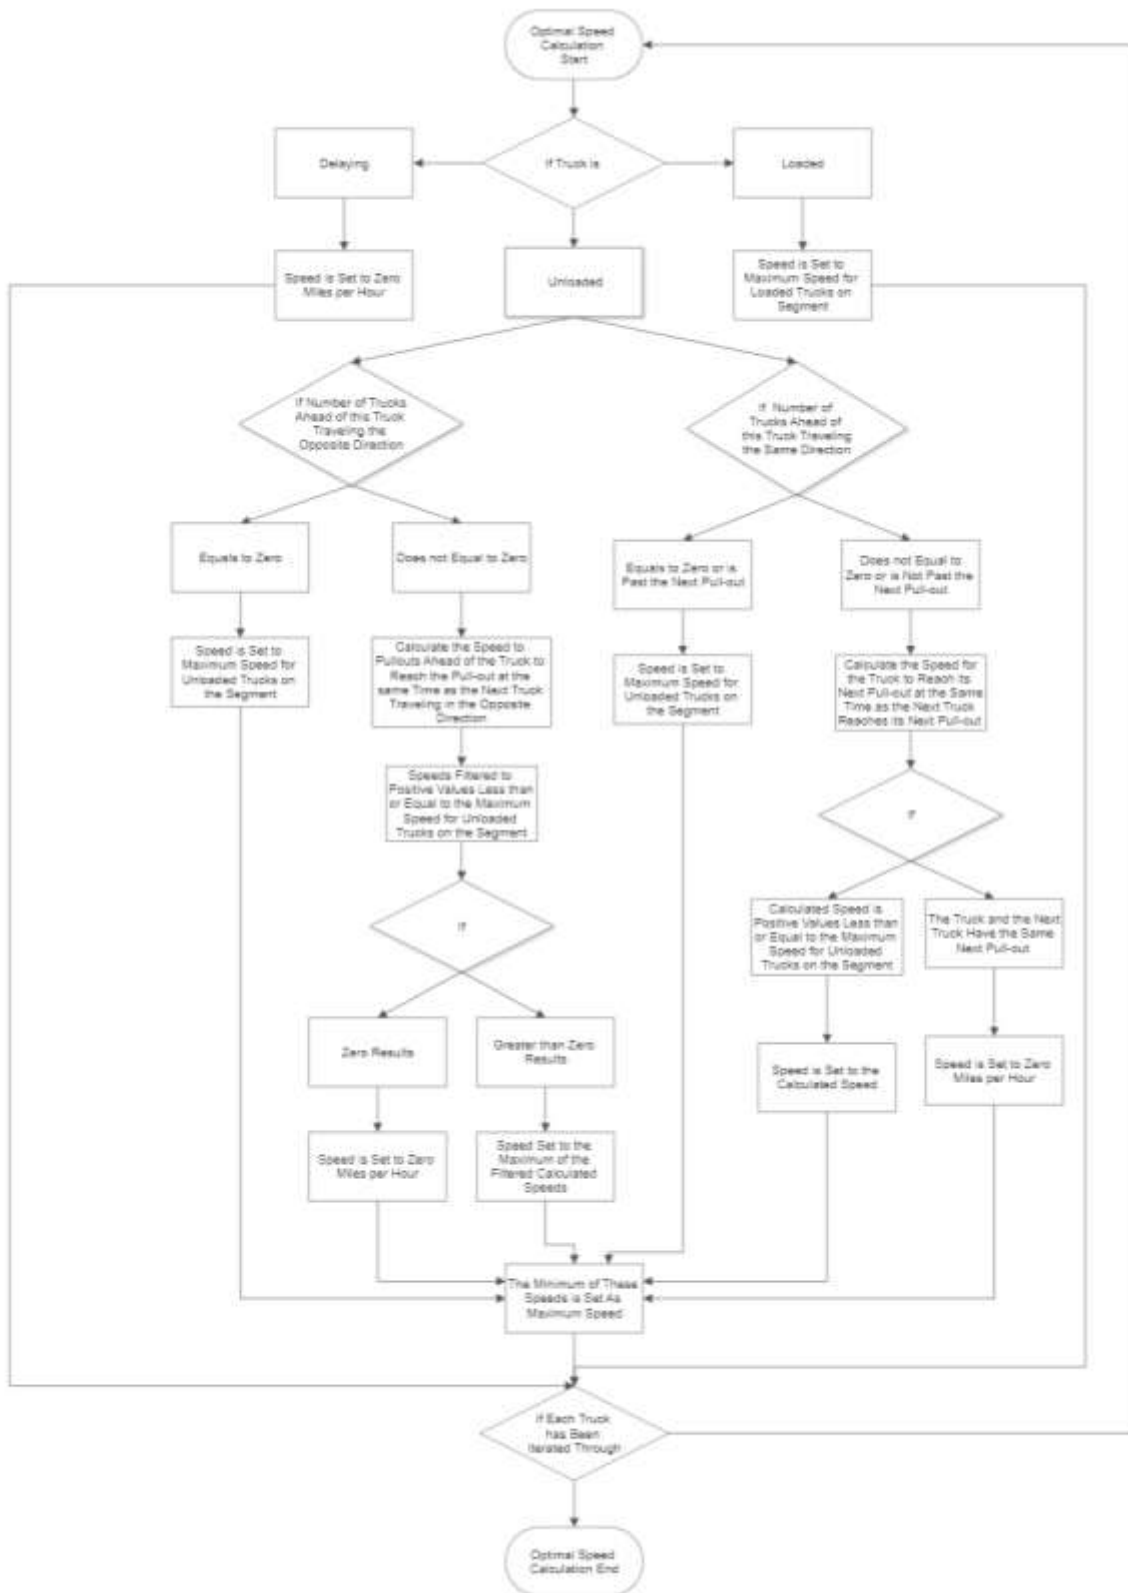 Optimal Speed
Calculation
Start
Delaying
If Truck is
Loaded
Speed is Set to Zero
Miles per Hour
Unloaded
Speed is Set to
Maximum Speed for
Loaded Trucks on
Segment
If Number of Trucks
Ahead of this Truck
Traveling the
Opposite Direction
If Number of
Trucks Ahead of
this Truck Traveling
the Same Direction
Equals to Zero
Does not Equal to Zero
Equals to Zero or is
Past the Next Pull-out
Does not Equal to
Zero or is Not Past the
Next Pull-out
Speed is Set to
Maximum Speed for
Unloaded Trucks on
the Segment
Calculate the Speed to
Pullouts Ahead of the Truck to
Reach the Pull-out at the
same Time as the Next Truck
Traveling in the Opposite
Direction
Speed is Set to
Maximum Speed for
Unloaded Trucks on
the Segment
Calculate the Speed for
the Truck to Reach Its
Next Pull-out at the Same
Time as the Next Truck
Reaches its Next Pull-out
Speeds Filtered to
Positive Values Less than
or Equal to the Maximum
Speed for Unloaded
Trucks on the Segment
If
If
Calculated Speed is
Positive Values Less than
or Equal to the Maximum
Speed for Unloaded
Trucks on the Segment
The Truck and the Next
Truck Have the Same
Next Pull-out
Zero Results
Greater than Zero
Results
Speed is Set to the
Calculated Speed
Speed is Set to Zero
Miles per Hour
Speed is Set to Zero
Miles per Hour
Speed Set to the
Maximum of the
Filtered Calculated
Speeds
The Minimum of These
Speeds is Set As
Maximum Speed
If Each Truck
has Been
Iterated Through
Optimal Speed
Calculation End